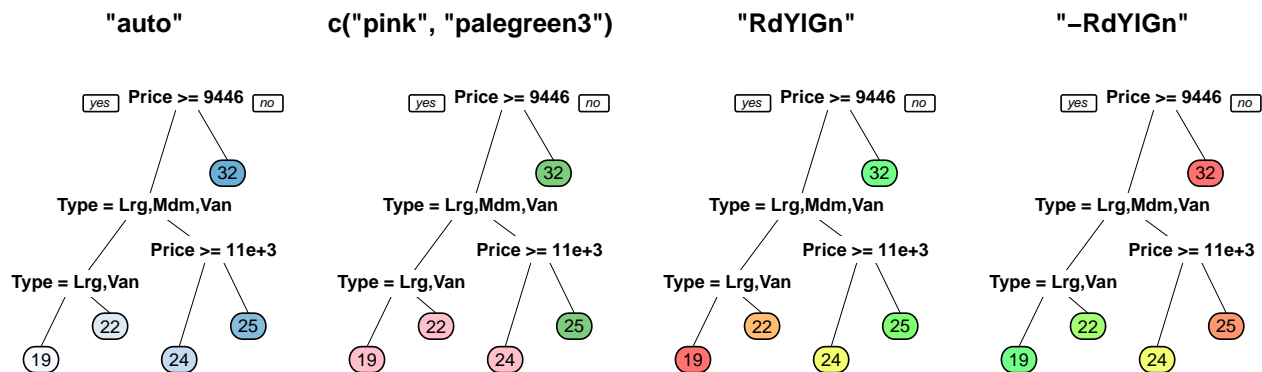 "auto"
c("pink", "palegreen3")
"RdYlGn"
"−RdYlGn"
yes Price >= 9446 no
yes Price >= 9446 no
yes Price >= 9446 no
yes Price >= 9446 no
32
32
32
32
Type = Lrg,Mdm,Van
Type = Lrg,Mdm,Van
Type = Lrg,Mdm,Van
Type = Lrg,Mdm,Van
Price >= 11e+3
Price >= 11e+3
Price >= 11e+3
Price >= 11e+3
Type = Lrg,Van
Type = Lrg,Van
Type = Lrg,Van
Type = Lrg,Van
22 25
22 25
22 25
22 25
19 24
19 24
19 24
19 24